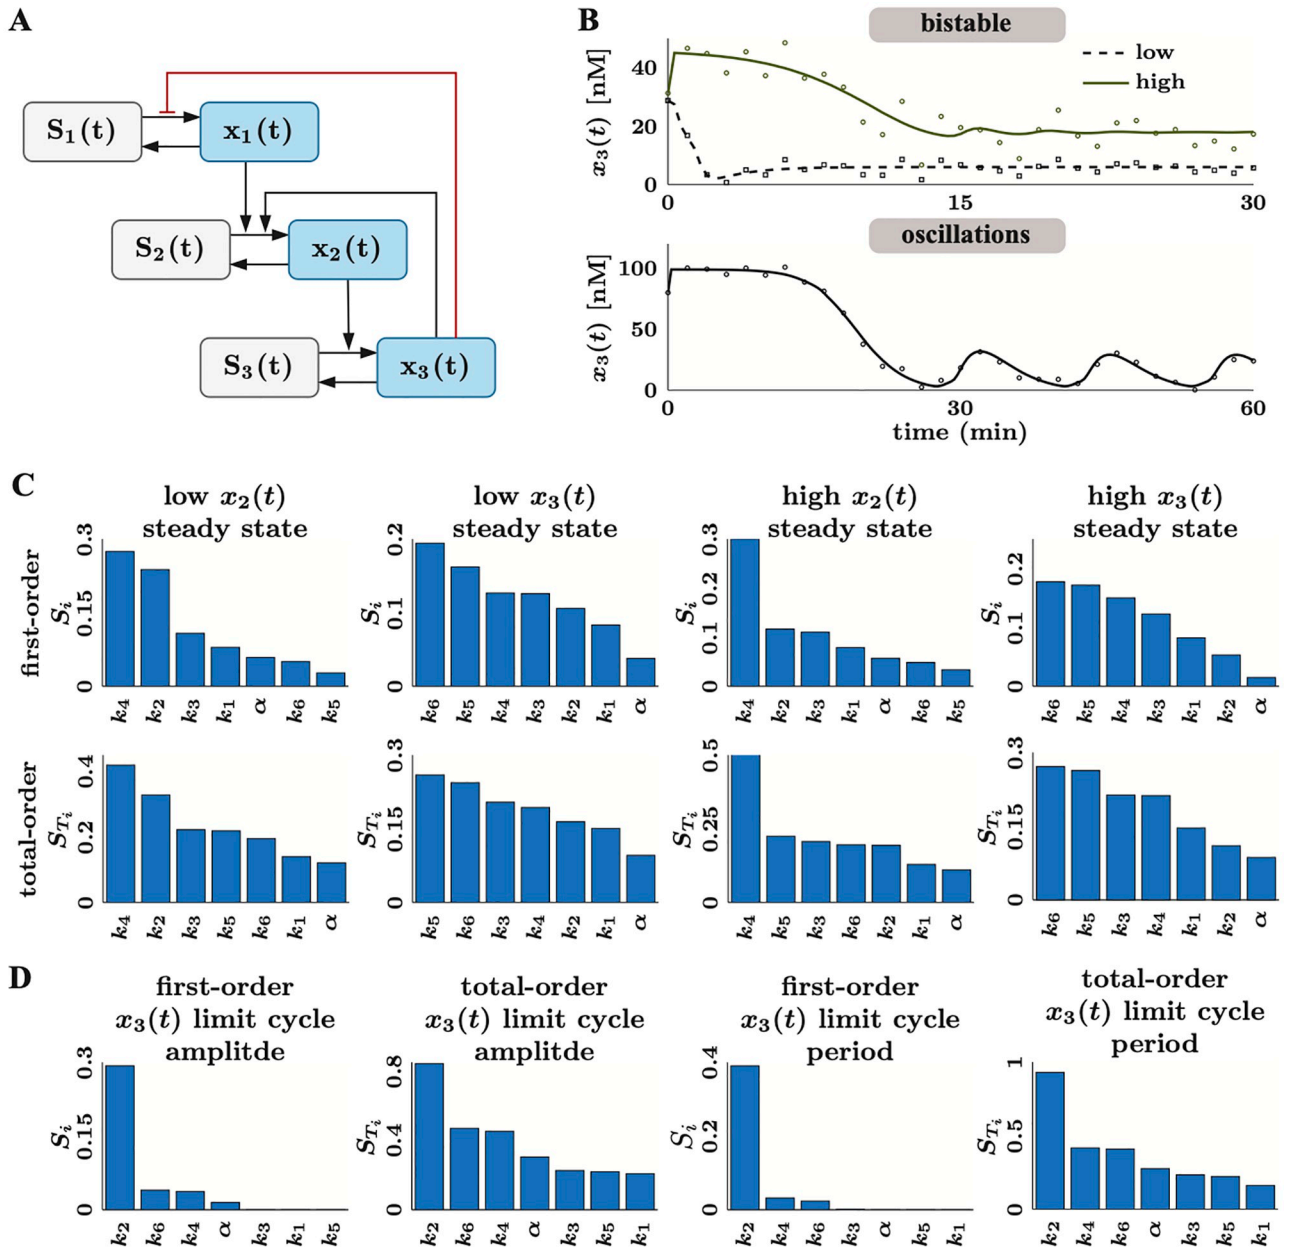 A
S1(t)
x1(t)
S2(t)
x2(t)
S3(t)
x3(t)
B
bistable
x3(t) [nM]
40
20
0
low
high
0 15 30
oscillations
x3(t) [nM]
100
50
0
0 30 60
time (min)
C
first-order
total-order
low x2(t)
steady state
Si
0.3
0.15
0
k4 k2 k3 k1 α k6 k5
low x3(t)
steady state
Si
0.2
0.1
0
k6 k5 k4 k3 k2 k1 α
high x2(t)
steady state
Si
0.3
0.2
0.1
0
k4 k2 k3 k1 α k6 k5
high x3(t)
steady state
Si
0.2
0.1
0
k6 k5 k4 k3 k1 k2 α
STi
0.4
0.2
0
k4 k2 k3 k5 k6 k1 α
STi
0.3
0.15
0
k5 k6 k3 k4 k2 k1 α
STi
0.5
0.25
0
k4 k5 k3 k6 k2 k1 α
STi
0.3
0.15
0
k6 k5 k3 k4 k1 k2 α
D
first-order
x3(t) limit cycle
amplitde
Si
0.3
0.15
0
k2 k6 k4 α k3 k1 k5
total-order
x3(t) limit cycle
amplitde
STi
0.8
0.4
0
k2 k6 k4 α k3 k5 k1
first-order
x3(t) limit cycle
period
Si
0.4
0.2
0
k2 k4 k6 k3 α k5 k1
total-order
x3(t) limit cycle
period
STi
1
0.5
0
k2 k4 k6 α k3 k5 k1